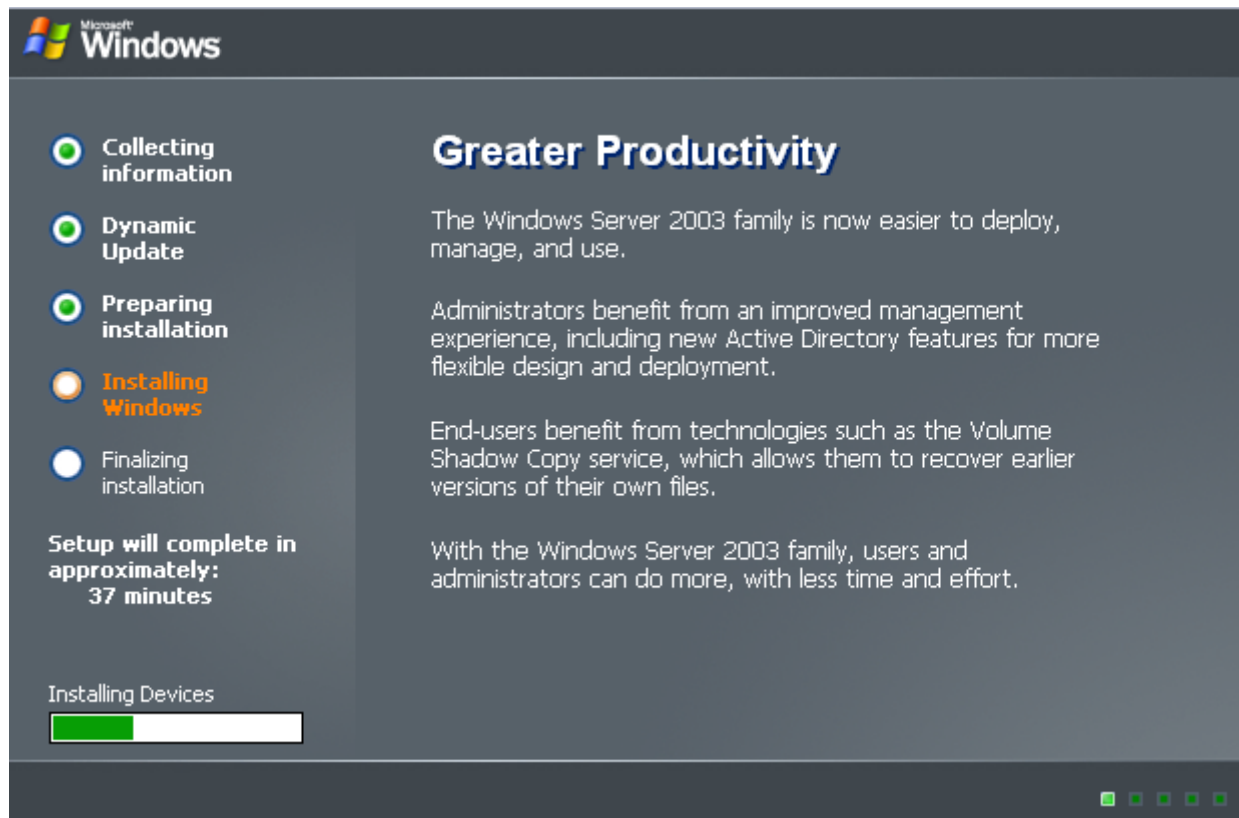 Microsoft
Windows
Collecting
information
Dynamic
Update
Preparing
installation
Installing
Windows
Finalizing
installation
Setup will complete in
approximately:
37 minutes
Installing Devices
Greater Productivity
The Windows Server 2003 family is now easier to deploy,
manage, and use.
Administrators benefit from an improved management
experience, including new Active Directory features for more
flexible design and deployment.
End-users benefit from technologies such as the Volume
Shadow Copy service, which allows them to recover earlier
versions of their own files.
With the Windows Server 2003 family, users and
administrators can do more, with less time and effort.